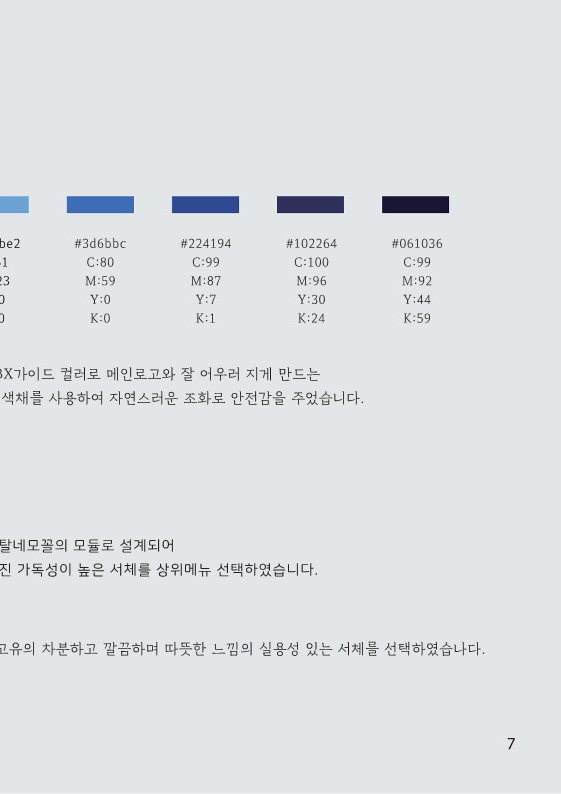 be2 #3d6bbc #224194 #102264 #061036
1 C:80 C:99 C:100 C:99
23 M:59 M:87 M:96 M:92
0 Y:0 Y:7 Y:30 Y:44
0 K:0 K:1 K:24 K:59
BX가이드 컬러로 메인로고와 잘 어우러 지게 만드는
색채를 사용하여 자연스러운 조화로 안전감을 주었습니다.
탈네모꼴의 모듈로 설계되어
진 가독성이 높은 서체를 상위메뉴 선택하였습니다.
고유의 차분하고 깔끔하며 따뜻한 느낌의 실용성 있는 서체를 선택하였습나다.
7